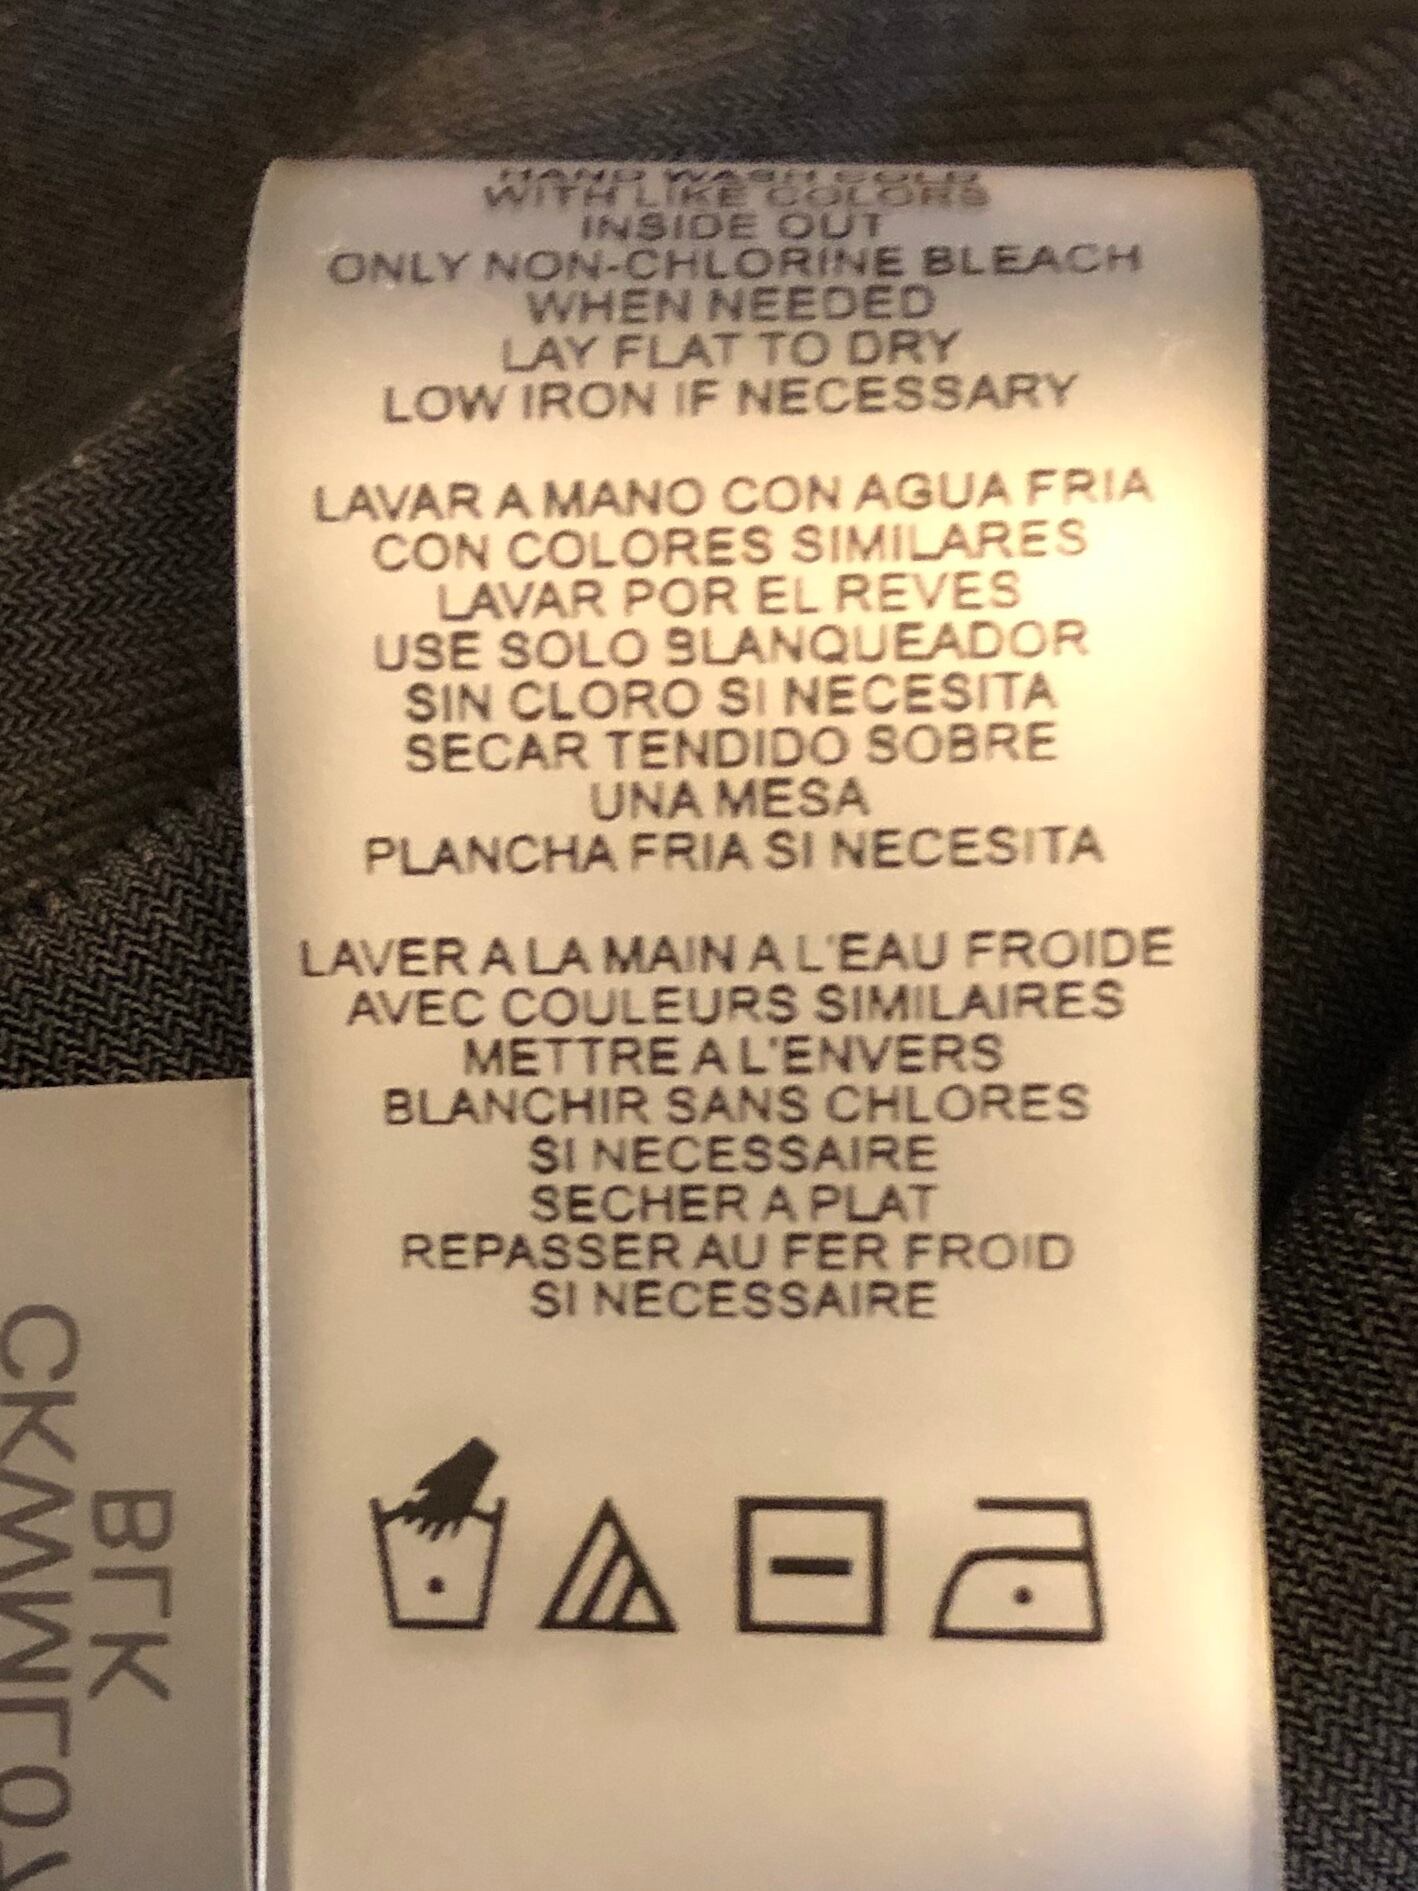 HAND WASH COLD
WITH LIKE COLORS
INSIDE OUT
ONLY NON-CHLORINE BLEACH
WHEN NEEDED
LAY FLAT TO DRY
LOW IRON IF NECESSARY
LAVAR A MANO CON AGUA FRIA
CON COLORES SIMILARES
LAVAR POR EL REVES
USE SOLO BLANQUEADOR
SIN CLORO SI NECESITA
SECAR TENDIDO SOBRE
UNA MESA
PLANCHA FRIA SI NECESITA
LAVER A LA MAIN A L'EAU FROIDE
AVEC COULEURS SIMILAIRES
METTRE A L'ENVERS
BLANCHIR SANS CHLORES
SI NECESSAIRE
SECHER A PLAT
REPASSER AU FER FROID
SI NECESSAIRE